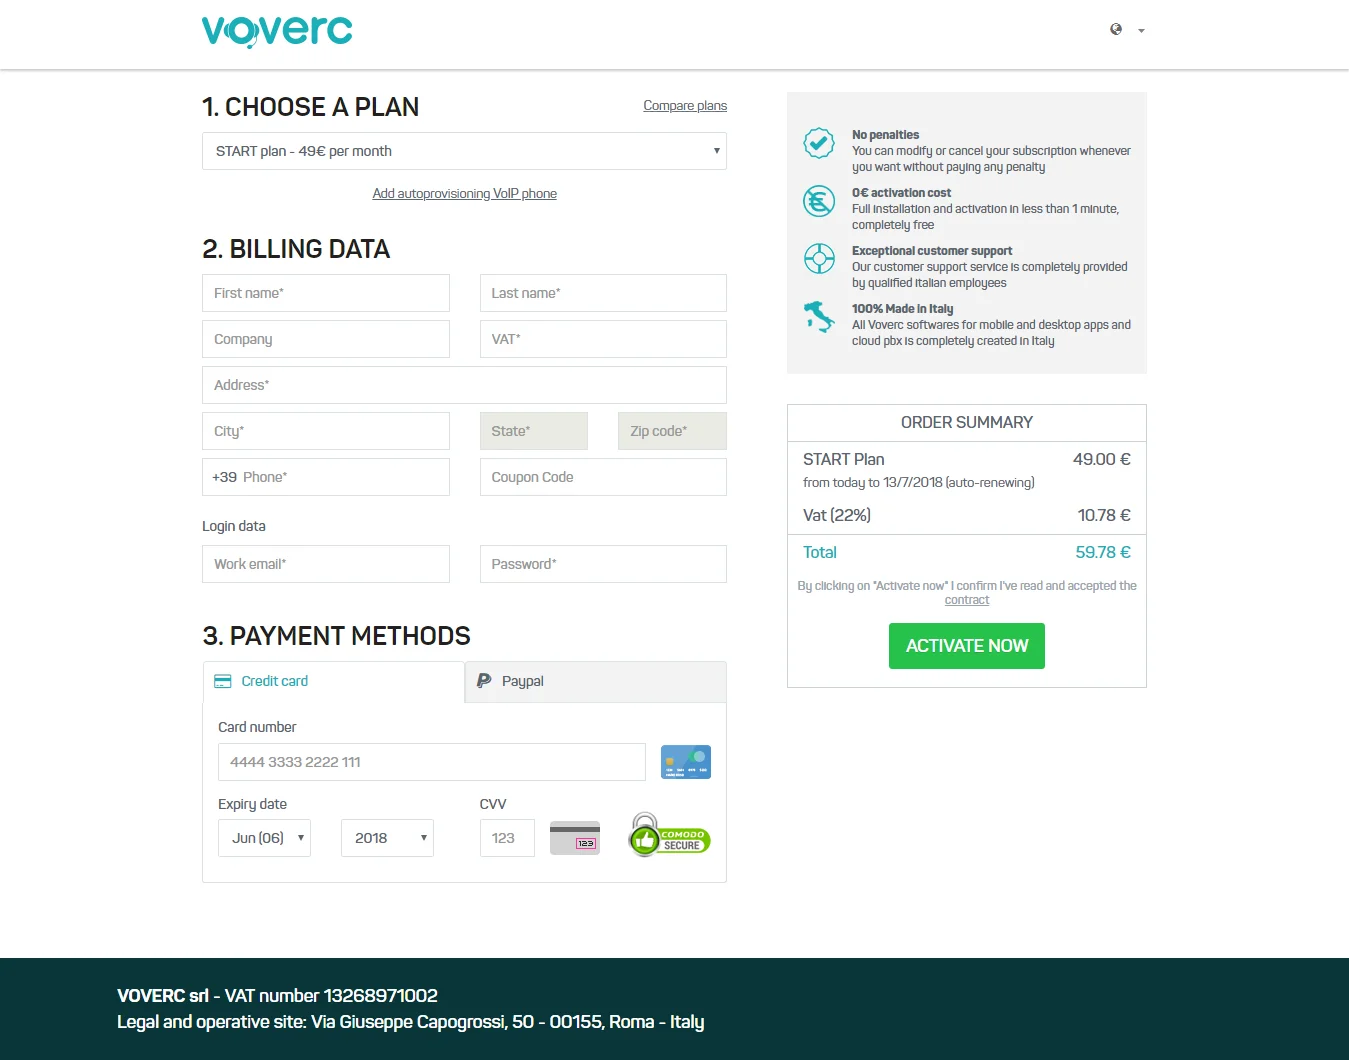 voverc
1. CHOOSE A PLAN
Compare plans
START plan - 49€ per month
Add autoprovisioning VoIP phone
2. BILLING DATA
First name*
Last name*
Company
VAT*
Address*
City*
State*
Zip code*
+39 Phone*
Coupon Code
Login data
Work email*
Password*
3. PAYMENT METHODS
Credit card
Paypal
Card number
4444 3333 2222 111
Expiry date
CVV
Jun (06)
2018
123
123
COMODO
SECURE
No penalties
You can modify or cancel your subscription whenever
you want without paying any penalty
0€ activation cost
Full installation and activation in less than 1 minute,
completely free
Exceptional customer support
Our customer support service is completely provided
by qualified italian employees
100% Made in Italy
All Voverc softwares for mobile and desktop apps and
cloud pbx is completely created in Italy
ORDER SUMMARY
START Plan 49.00 €
from today to 13/7/2018 (auto-renewing)
Vat (22%) 10.78 €
Total 59.78 €
By clicking on "Activate now" I confirm I've read and accepted the
contract
ACTIVATE NOW
VOVERC srl - VAT number 13268971002
Legal and operative site: Via Giuseppe Capogrossi, 50 - 00155, Roma - Italy